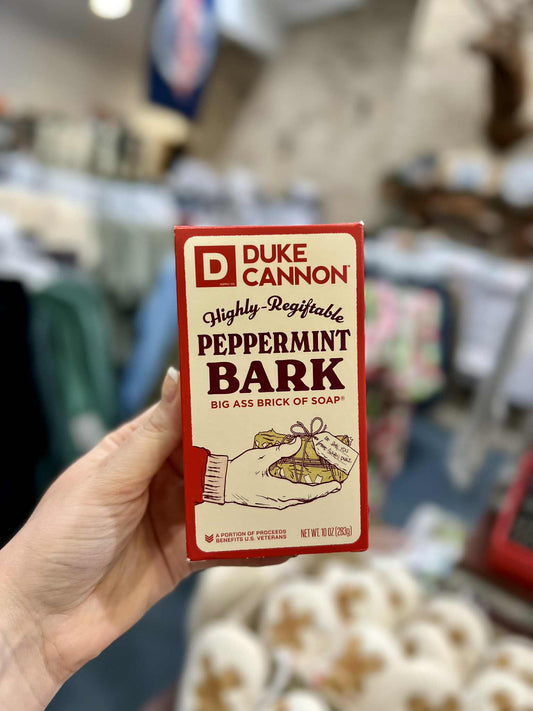 D
DUKE
CANNON™
Highly-Regiftable
PEPPERMINT
BARK
BIG ASS BRICK OF SOAP®
A PORTION OF PROCEEDS
BENEFITS U.S. VETERANS
NET WT. 10 OZ (283g)